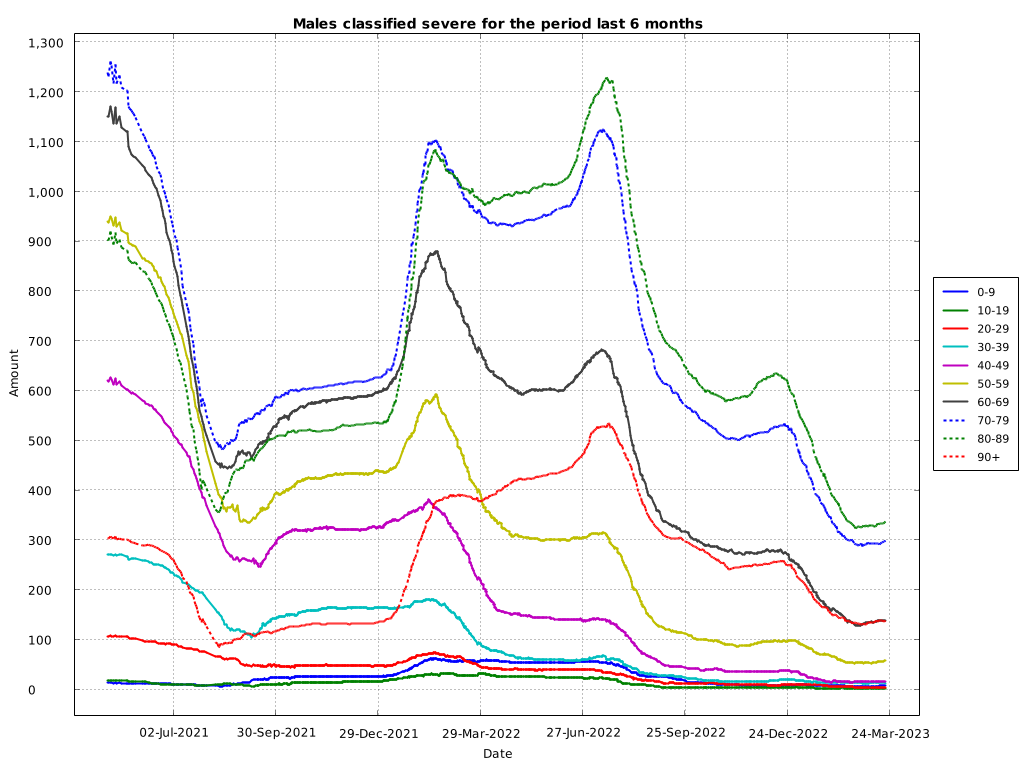 Males classified severe for the period last 6 months
1,300
1,200
1,100
1,000
900
800
700
600
500
400
300
200
100
0
Amount
02-Jul-2021
30-Sep-2021
29-Dec-2021
29-Mar-2022
27-Jun-2022
25-Sep-2022
24-Dec-2022
24-Mar-2023
Date
0-9
10-19
20-29
30-39
40-49
50-59
60-69
70-79
80-89
90+